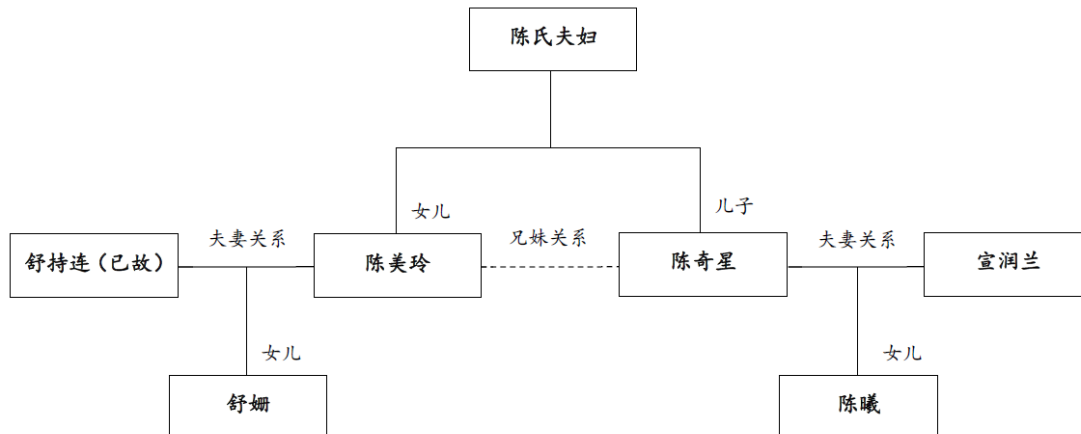 陈氏夫妇
女儿
儿子
夫妻关系
兄妹关系
夫妻关系
舒持连（已故）
陈美玲
陈奇星
宣润兰
女儿
女儿
舒姗
陈曦